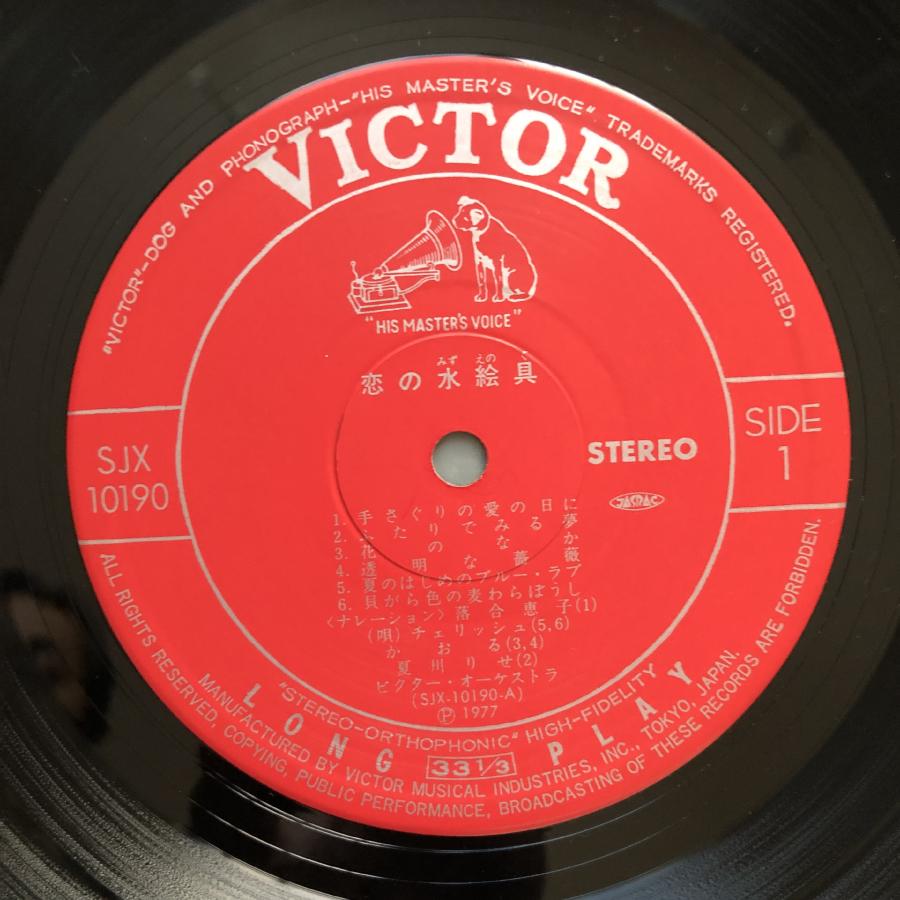 "VICTOR"-DOG AND PHONOGRAPH-"HIS MASTER'S VOICE" TRADEMARKS REGISTERED.
VICTOR
"HIS MASTER'S VOICE"
みず えの ぐ
恋の水絵具
SJX
10190
STEREO
JASRAC
SIDE
1
1. 手さぐりの愛の日に
2. ふたりでみる夢
3. 花のなか
4. 透明な薔薇
5. 夏のはじめのブルー・ラブ
6. 貝がら色の麦わらぼうし
〈ナレーション〉落合恵子(1)
(唄)チェリッシュ(5,6)
かおる(3,4)
夏川りせ(2)
ビクター・オーケストラ
(SJX-10190-A)
Ⓟ 1977
"STEREO-ORTHOPHONIC" HIGH-FIDELITY
LONG 33 1/3 PLAY
MANUFACTURED BY VICTOR MUSICAL INDUSTRIES, INC., TOKYO, JAPAN.
ALL RIGHTS RESERVED, COPYING, PUBLIC PERFORMANCE, BROADCASTING OF THESE RECORDS ARE FORBIDDEN.